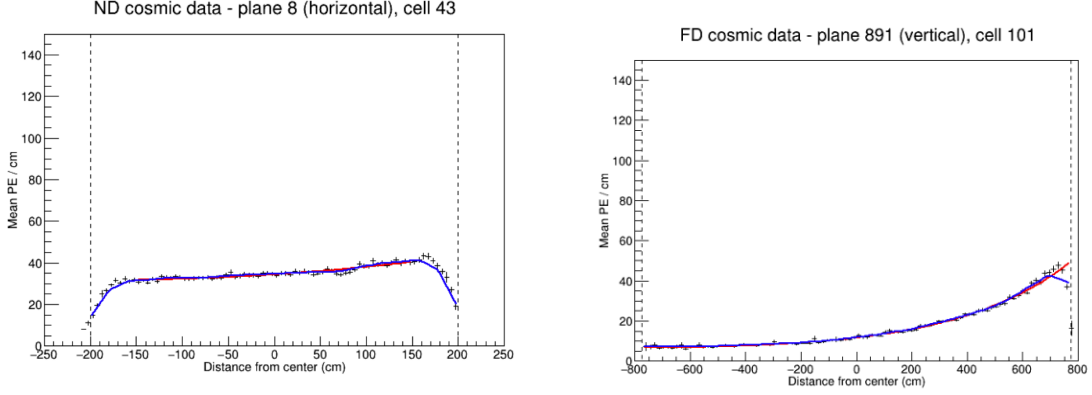 ND cosmic data - plane 8 (horizontal), cell 43
Mean PE / cm
140
120
100
80
60
40
20
0
−250 −200 −150 −100 −50 0 50 100 150 200 250
Distance from center (cm)
FD cosmic data - plane 891 (vertical), cell 101
Mean PE / cm
140
120
100
80
60
40
20
0
−800 −600 −400 −200 0 200 400 600 800
Distance from center (cm)